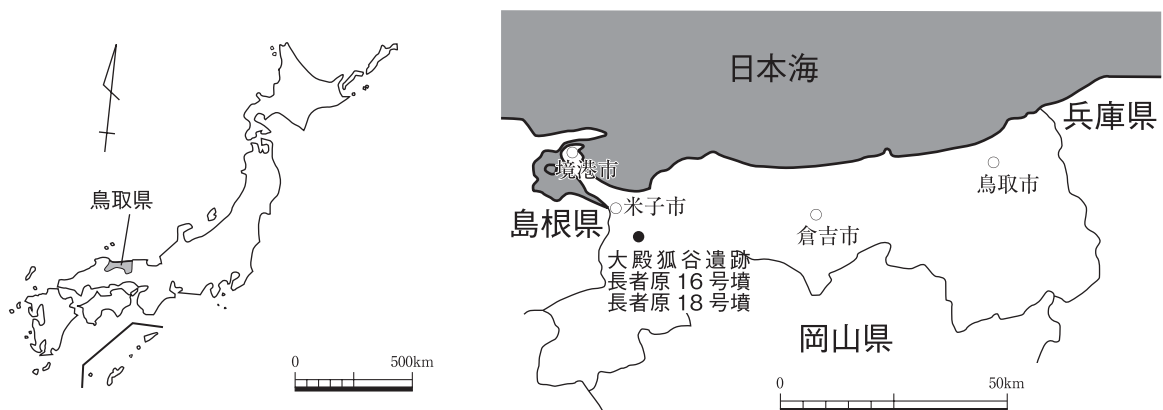 鳥取県
0 500km
日本海
兵庫県
境港市
鳥取市
島根県
米子市
倉吉市
大殿狐谷遺跡
長者原16号墳
長者原18号墳
岡山県
0 50km